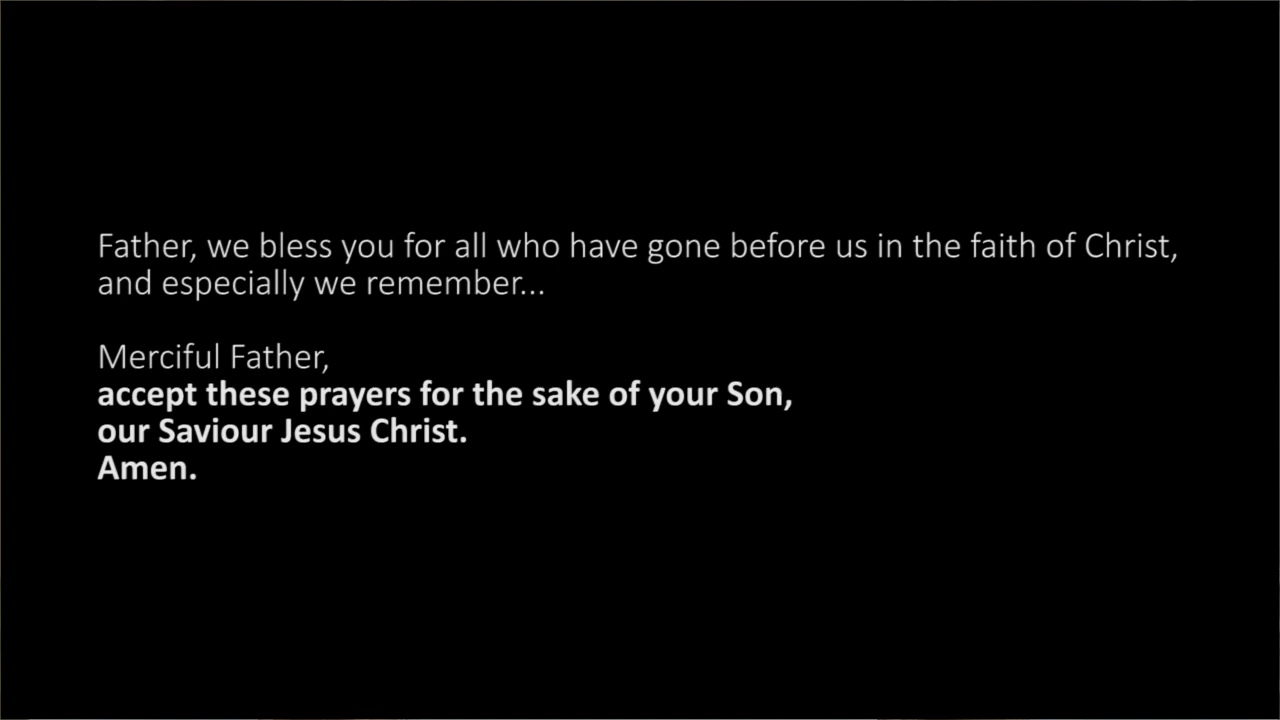 Father, we bless you for all who have gone before us in the faith of Christ,
and especially we remember...
Merciful Father,
accept these prayers for the sake of your Son,
our Saviour Jesus Christ.
Amen.